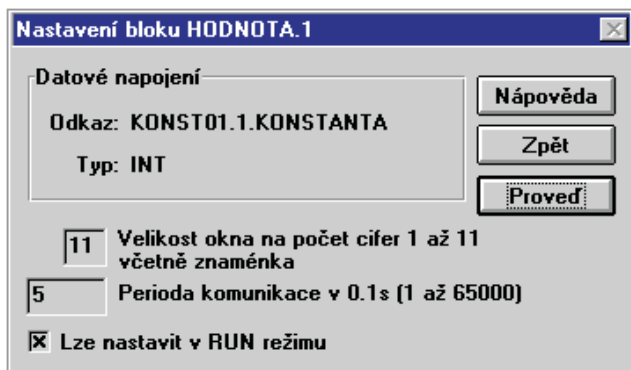 Nastavení bloku HODNOTA.1
Datové napojení
Odkaz: KONST01.1.KONSTANTA
Typ: INT
Nápověda
Zpět
Proveď
11 Velikost okna na počet cifer 1 až 11
včetně znaménka
5 Perioda komunikace v 0.1s (1 až 65000)
Lze nastavit v RUN režimu